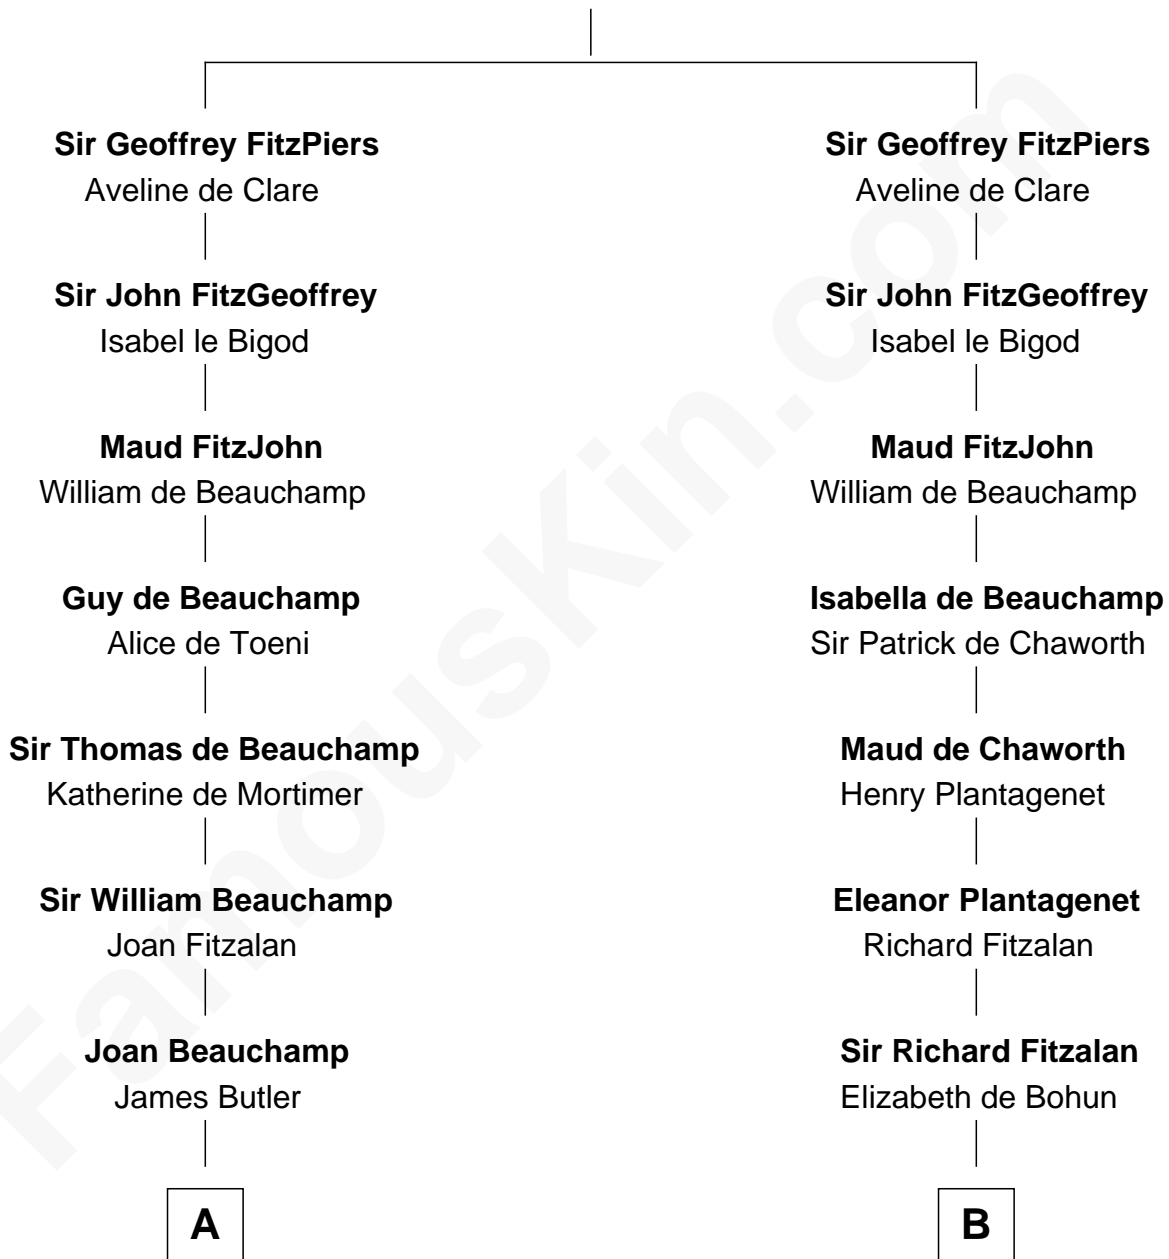 Sir Geoffrey FitzPiers
Aveline de Clare
Sir John FitzGeoffrey
Isabel le Bigod
Maud FitzJohn
William de Beauchamp
Guy de Beauchamp
Alice de Toeni
Sir Thomas de Beauchamp
Katherine de Mortimer
Sir William Beauchamp
Joan Fitzalan
Joan Beauchamp
James Butler
A
Sir Geoffrey FitzPiers
Aveline de Clare
Sir John FitzGeoffrey
Isabel le Bigod
Maud FitzJohn
William de Beauchamp
Isabella de Beauchamp
Sir Patrick de Chaworth
Maud de Chaworth
Henry Plantagenet
Eleanor Plantagenet
Richard Fitzalan
Sir Richard Fitzalan
Elizabeth de Bohun
B
FamousKin.com